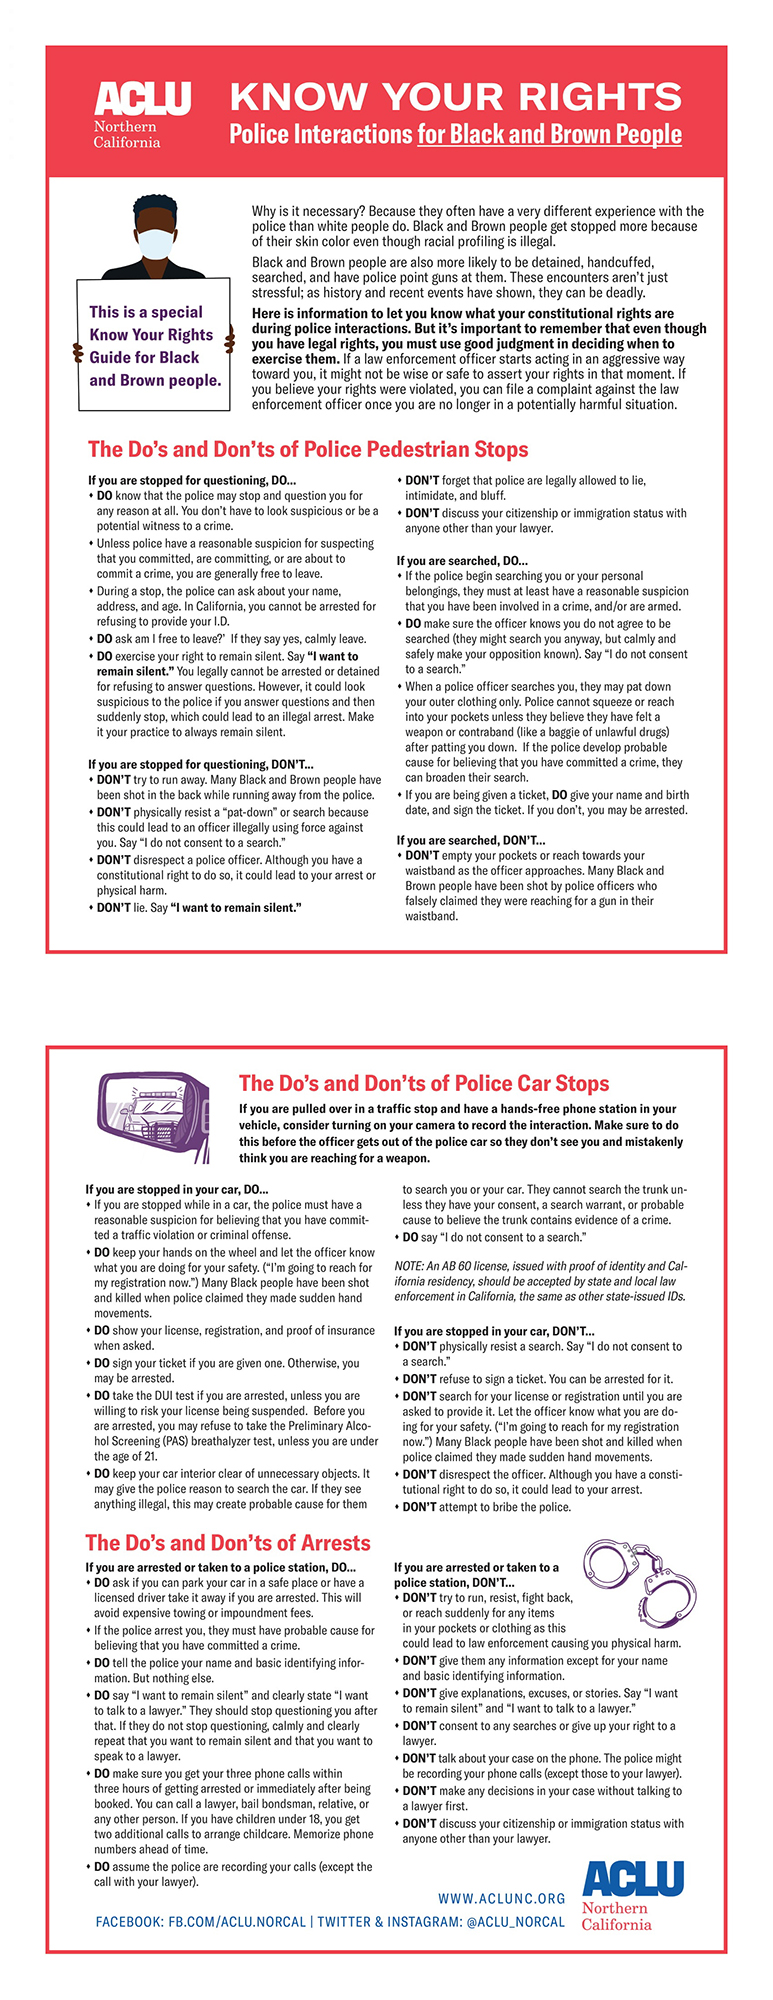 ACLU
Northern
California
KNOW YOUR RIGHTS
Police Interactions for Black and Brown People
This is a special
Know Your Rights
Guide for Black
and Brown people.
Why is it necessary? Because they often have a very different experience with the
police than white people do. Black and Brown people get stopped more because
of their skin color even though racial profiling is illegal.
Black and Brown people are also more likely to be detained, handcuffed,
searched, and have police point guns at them. These encounters aren't just
stressful; as history and recent events have shown, they can be deadly.
Here is information to let you know what your constitutional rights are
during police interactions. But it's important to remember that even though
you have legal rights, you must use good judgment in deciding when to
exercise them. If a law enforcement officer starts acting in an aggressive way
toward you, it might not be wise or safe to assert your rights in that moment. If
you believe your rights were violated, you can file a complaint against the law
enforcement officer once you are no longer in a potentially harmful situation.
The Do's and Don'ts of Police Pedestrian Stops
If you are stopped for questioning, DO...
• DO know that the police may stop and question you for
any reason at all. You don't have to look suspicious or be a
potential witness to a crime.
• Unless police have a reasonable suspicion for suspecting
that you committed, are committing, or are about to
commit a crime, you are generally free to leave.
• During a stop, the police can ask about your name,
address, and age. In California, you cannot be arrested for
refusing to provide your I.D.
• DO ask am I free to leave?' If they say yes, calmly leave.
• DO exercise your right to remain silent. Say "I want to
remain silent." You legally cannot be arrested or detained
for refusing to answer questions. However, it could look
suspicious to the police if you answer questions and then
suddenly stop, which could lead to an illegal arrest. Make
it your practice to always remain silent.
If you are stopped for questioning, DON'T...
• DON'T try to run away. Many Black and Brown people have
been shot in the back while running away from the police.
• DON'T physically resist a "pat-down" or search because
this could lead to an officer illegally using force against
you. Say "I do not consent to a search."
• DON'T disrespect a police officer. Although you have a
constitutional right to do so, it could lead to your arrest or
physical harm.
• DON'T lie. Say "I want to remain silent."
• DON'T forget that police are legally allowed to lie,
intimidate, and bluff.
• DON'T discuss your citizenship or immigration status with
anyone other than your lawyer.
If you are searched, DO...
• If the police begin searching you or your personal
belongings, they must at least have a reasonable suspicion
that you have been involved in a crime, and/or are armed.
• DO make sure the officer knows you do not agree to be
searched (they might search you anyway, but calmly and
safely make your opposition known). Say "I do not consent
to a search."
• When a police officer searches you, they may pat down
your outer clothing only. Police cannot squeeze or reach
into your pockets unless they believe they have felt a
weapon or contraband (like a baggie of unlawful drugs)
after patting you down. If the police develop probable
cause for believing that you have committed a crime, they
can broaden their search.
• If you are being given a ticket, DO give your name and birth
date, and sign the ticket. If you don't, you may be arrested.
If you are searched, DON'T...
• DON'T empty your pockets or reach towards your
waistband as the officer approaches. Many Black and
Brown people have been shot by police officers who
falsely claimed they were reaching for a gun in their
waistband.
The Do's and Don'ts of Police Car Stops
If you are pulled over in a traffic stop and have a hands-free phone station in your
vehicle, consider turning on your camera to record the interaction. Make sure to do
this before the officer gets out of the police car so they don't see you and mistakenly
think you are reaching for a weapon.
If you are stopped in your car, DO...
• If you are stopped while in a car, the police must have a
reasonable suspicion for believing that you have commit-
ted a traffic violation or criminal offense.
• DO keep your hands on the wheel and let the officer know
what you are doing for your safety. ("I'm going to reach for
my registration now.") Many Black people have been shot
and killed when police claimed they made sudden hand
movements.
• DO show your license, registration, and proof of insurance
when asked.
• DO sign your ticket if you are given one. Otherwise, you
may be arrested.
• DO take the DUI test if you are arrested, unless you are
willing to risk your license being suspended. Before you
are arrested, you may refuse to take the Preliminary Alco-
hol Screening (PAS) breathalyzer test, unless you are under
the age of 21.
• DO keep your car interior clear of unnecessary objects. It
may give the police reason to search the car. If they see
anything illegal, this may create probable cause for them
to search you or your car. They cannot search the trunk un-
less they have your consent, a search warrant, or probable
cause to believe the trunk contains evidence of a crime.
• DO say "I do not consent to a search."
NOTE: An AB 60 license, issued with proof of identity and Cal-
ifornia residency, should be accepted by state and local law
enforcement in California, the same as other state-issued IDs.
If you are stopped in your car, DON'T...
• DON'T physically resist a search. Say "I do not consent to
a search."
• DON'T refuse to sign a ticket. You can be arrested for it.
• DON'T search for your license or registration until you are
asked to provide it. Let the officer know what you are do-
ing for your safety. ("I'm going to reach for my registration
now.") Many Black people have been shot and killed when
police claimed they made sudden hand movements.
• DON'T disrespect the officer. Although you have a consti-
tutional right to do so, it could lead to your arrest.
• DON'T attempt to bribe the police.
The Do's and Don'ts of Arrests
If you are arrested or taken to a police station, DO...
• DO ask if you can park your car in a safe place or have a
licensed driver take it away if you are arrested. This will
avoid expensive towing or impoundment fees.
• If the police arrest you, they must have probable cause for
believing that you have committed a crime.
• DO tell the police your name and basic identifying infor-
mation. But nothing else.
• DO say "I want to remain silent" and clearly state "I want
to talk to a lawyer." They should stop questioning you after
that. If they do not stop questioning, calmly and clearly
repeat that you want to remain silent and that you want to
speak to a lawyer.
• DO make sure you get your three phone calls within
three hours of getting arrested or immediately after being
booked. You can call a lawyer, bail bondsman, relative, or
any other person. If you have children under 18, you get
two additional calls to arrange childcare. Memorize phone
numbers ahead of time.
• DO assume the police are recording your calls (except the
call with your lawyer).
If you are arrested or taken to a
police station, DON'T...
• DON'T try to run, resist, fight back,
or reach suddenly for any items
in your pockets or clothing as this
could lead to law enforcement causing you physical harm.
• DON'T give them any information except for your name
and basic identifying information.
• DON'T give explanations, excuses, or stories. Say "I want
to remain silent" and "I want to talk to a lawyer."
• DON'T consent to any searches or give up your right to a
lawyer.
• DON'T talk about your case on the phone. The police might
be recording your phone calls (except those to your lawyer).
• DON'T make any decisions in your case without talking to
a lawyer first.
• DON'T discuss your citizenship or immigration status with
anyone other than your lawyer.
WWW.ACLUNC.ORG
FACEBOOK: FB.COM/ACLU.NORCAL | TWITTER & INSTAGRAM: @ACLU_NORCAL
ACLU
Northern
California